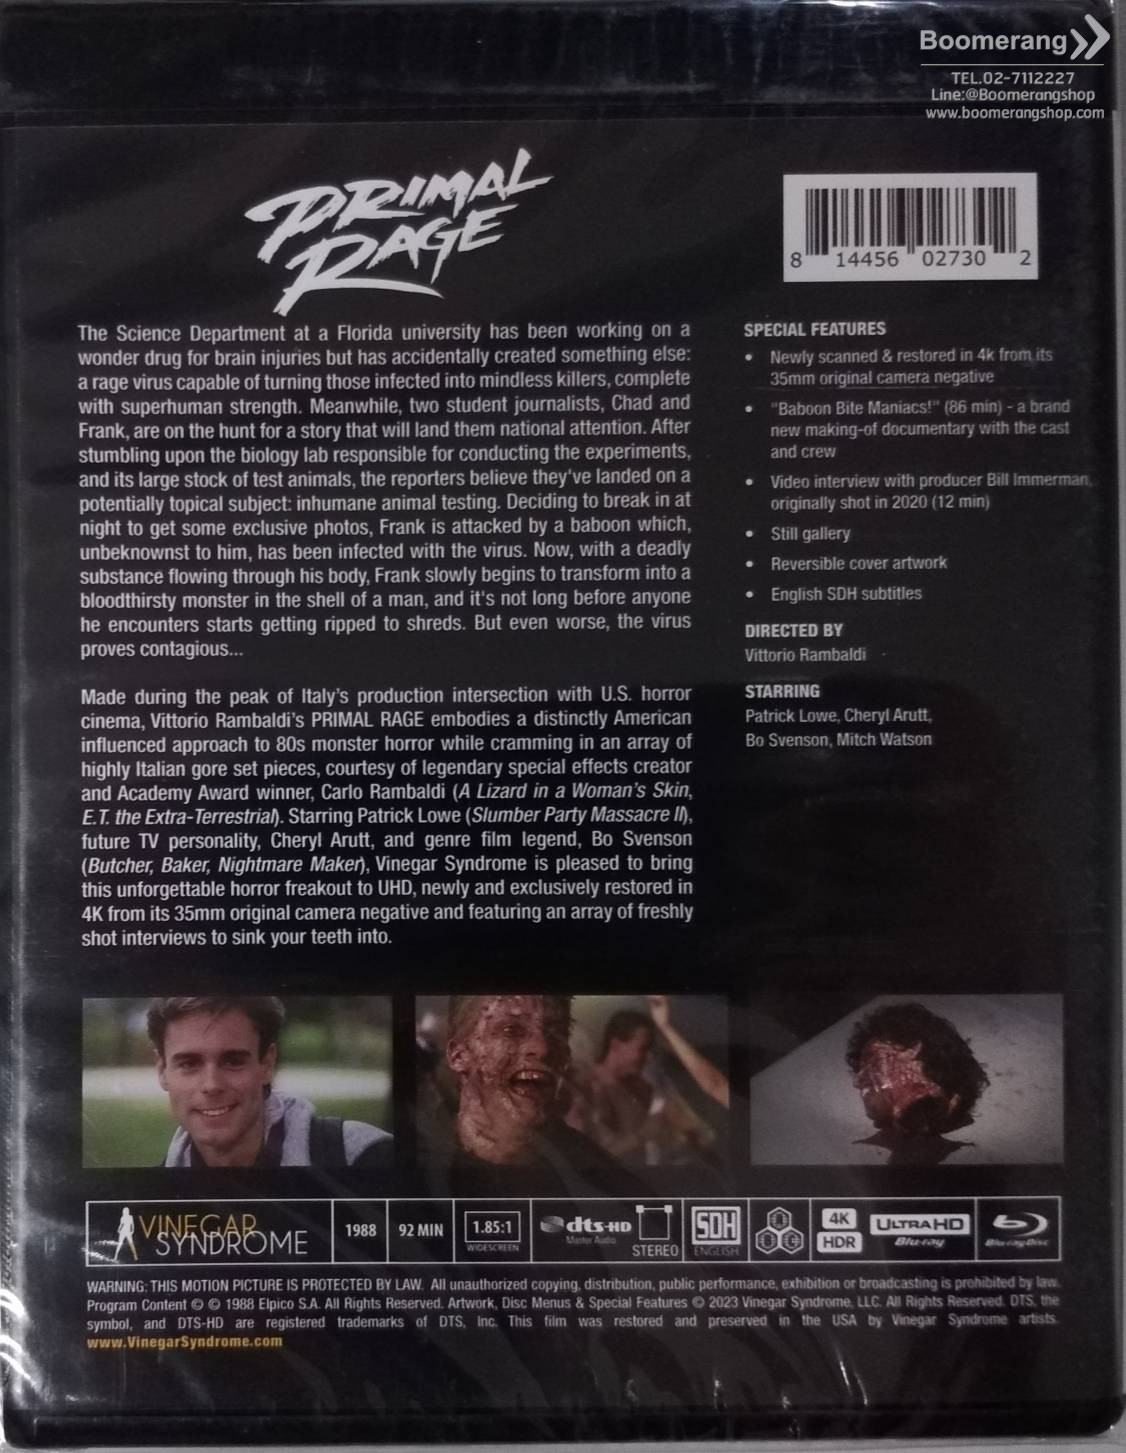 Boomerang
TEL.02-7112227
Line:@Boomerangshop
www.boomerangshop.com
PRIMAL
RAGE
8 14456 02730 2
The Science Department at a Florida university has been working on a
wonder drug for brain injuries but has accidentally created something else:
a rage virus capable of turning those infected into mindless killers, complete
with superhuman strength. Meanwhile, two student journalists, Chad and
Frank, are on the hunt for a story that will land them national attention. After
stumbling upon the biology lab responsible for conducting the experiments,
and its large stock of test animals, the reporters believe they've landed on a
potentially topical subject: inhumane animal testing. Deciding to break in at
night to get some exclusive photos, Frank is attacked by a baboon which,
unbeknownst to him, has been infected with the virus. Now, with a deadly
substance flowing through his body, Frank slowly begins to transform into a
bloodthirsty monster in the shell of a man, and it's not long before anyone
he encounters starts getting ripped to shreds. But even worse, the virus
proves contagious...
Made during the peak of Italy's production intersection with U.S. horror
cinema, Vittorio Rambaldi's PRIMAL RAGE embodies a distinctly American
influenced approach to 80s monster horror while cramming in an array of
highly Italian gore set pieces, courtesy of legendary special effects creator
and Academy Award winner, Carlo Rambaldi (A Lizard in a Woman's Skin,
E.T. the Extra-Terrestrial). Starring Patrick Lowe (Slumber Party Massacre II),
future TV personality, Cheryl Arutt, and genre film legend, Bo Svenson
(Butcher, Baker, Nightmare Maker), Vinegar Syndrome is pleased to bring
this unforgettable horror freakout to UHD, newly and exclusively restored in
4K from its 35mm original camera negative and featuring an array of freshly
shot interviews to sink your teeth into.
SPECIAL FEATURES
• Newly scanned & restored in 4k from its
35mm original camera negative
• "Baboon Bite Maniacs!" (86 min) - a brand
new making-of documentary with the cast
and crew
• Video interview with producer Bill Immerman,
originally shot in 2020 (12 min)
• Still gallery
• Reversible cover artwork
• English SDH subtitles
DIRECTED BY
Vittorio Rambaldi
STARRING
Patrick Lowe, Cheryl Arutt,
Bo Svenson, Mitch Watson
VINEGAR
SYNDROME
1988
92 MIN
1.85:1
WIDESCREEN
dts-HD
Master Audio
STEREO
SDH
ENGLISH
4K
HDR
ULTRA HD
Blu-ray
Blu-ray Disc
WARNING: THIS MOTION PICTURE IS PROTECTED BY LAW. All unauthorized copying, distribution, public performance, exhibition or broadcasting is prohibited by law.
Program Content © © 1988 Elpico S.A. All Rights Reserved. Artwork, Disc Menus & Special Features © 2023 Vinegar Syndrome, LLC. All Rights Reserved. DTS, the
symbol, and DTS-HD are registered trademarks of DTS, Inc. This film was restored and preserved in the USA by Vinegar Syndrome artists.
www.VinegarSyndrome.com